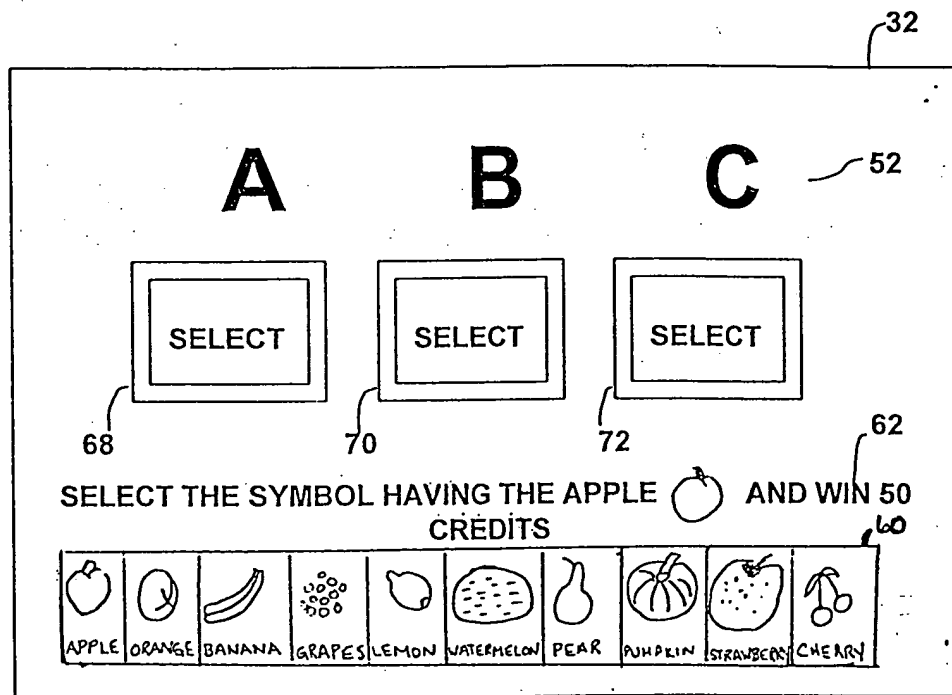 32
A B C
52
SELECT SELECT SELECT
68 70 72
62
SELECT THE SYMBOL HAVING THE APPLE AND WIN 50
CREDITS
60
APPLE ORANGE BANANA GRAPES LEMON WATERMELON PEAR PUMPKIN STRAWBERRY CHERRY